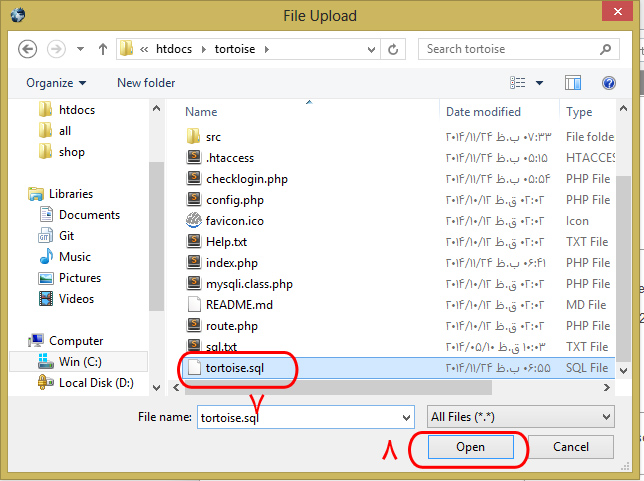 File Upload
« htdocs ▸ tortoise ▸
Search tortoise
Organize
New folder
htdocs
all
shop
Libraries
Documents
Git
Music
Pictures
Videos
Computer
Win (C:)
Local Disk (D:)
Name Date modified Type
src ۲۰۱۴/۱۱/۲۴ ب.ظ ۰۷:۳۳ File folde
.htaccess ۲۰۱۴/۱۱/۲۴ ب.ظ ۰۵:۱۵ HTACCES
checklogin.php ۲۰۱۴/۱۱/۲۴ ب.ظ ۰۵:۵۴ PHP File
config.php ۲۰۱۴/۱۰/۱۲ ق.ظ ۰۲:۰۲ PHP File
favicon.ico ۲۰۱۴/۱۰/۱۲ ق.ظ ۰۲:۰۲ Icon
Help.txt ۲۰۱۴/۱۰/۱۲ ق.ظ ۰۲:۰۲ TXT File
index.php ۲۰۱۴/۱۱/۲۴ ب.ظ ۰۶:۴۱ PHP File
mysqli.class.php ۲۰۱۴/۱۰/۱۲ ق.ظ ۰۲:۰۲ PHP File
README.md ۲۰۱۴/۱۰/۱۲ ق.ظ ۰۲:۰۲ MD File
route.php ۲۰۱۴/۱۰/۱۲ ق.ظ ۰۲:۰۲ PHP File
sql.txt ۲۰۱۴/۰۵/۱۰ ق.ظ ۱۰:۰۳ TXT File
tortoise.sql ۲۰۱۴/۱۱/۲۴ ب.ظ ۰۶:۵۵ SQL File
۷
File name: tortoise.sql
All Files (*.*)
۸
Open
Cancel